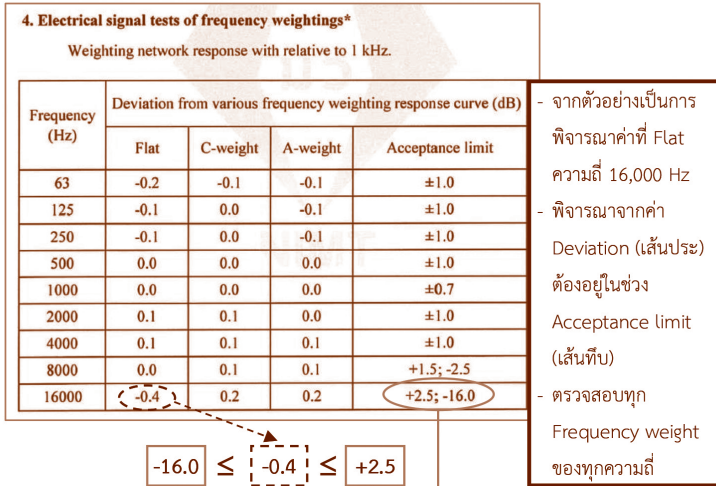 4. Electrical signal tests of frequency weightings*
Weighting network response with relative to 1 kHz.
Frequency (Hz) Deviation from various frequency weighting response curve (dB)
Flat C-weight A-weight Acceptance limit
63 -0.2 -0.1 -0.1 ±1.0
125 -0.1 0.0 -0.1 ±1.0
250 -0.1 0.0 -0.1 ±1.0
500 0.0 0.0 0.0 ±1.0
1000 0.0 0.0 0.0 ±0.7
2000 0.1 0.1 0.0 ±1.0
4000 0.1 0.1 0.1 ±1.0
8000 0.0 0.1 0.1 +1.5; -2.5
16000 -0.4 0.2 0.2 +2.5; -16.0
-16.0 ≤ -0.4 ≤ +2.5
- จากตัวอย่างเป็นการ
พิจารณาค่าที่ Flat
ความถี่ 16,000 Hz
- พิจารณาจากค่า
Deviation (เส้นประ)
ต้องอยู่ในช่วง
Acceptance limit
(เส้นทึบ)
- ตรวจสอบทุก
Frequency weight
ของทุกความถี่